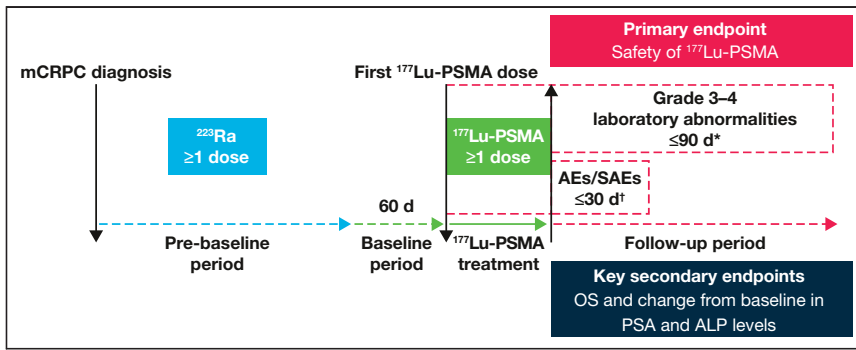 Primary endpoint
Safety of ¹⁷⁷Lu-PSMA
mCRPC diagnosis
First ¹⁷⁷Lu-PSMA dose
²²³Ra
≥1 dose
¹⁷⁷Lu-PSMA
≥1 dose
Grade 3–4
laboratory abnormalities
≤90 d*
AEs/SAEs
≤30 d†
60 d
Pre-baseline
period
Baseline
period
¹⁷⁷Lu-PSMA
treatment
Follow-up period
Key secondary endpoints
OS and change from baseline in
PSA and ALP levels